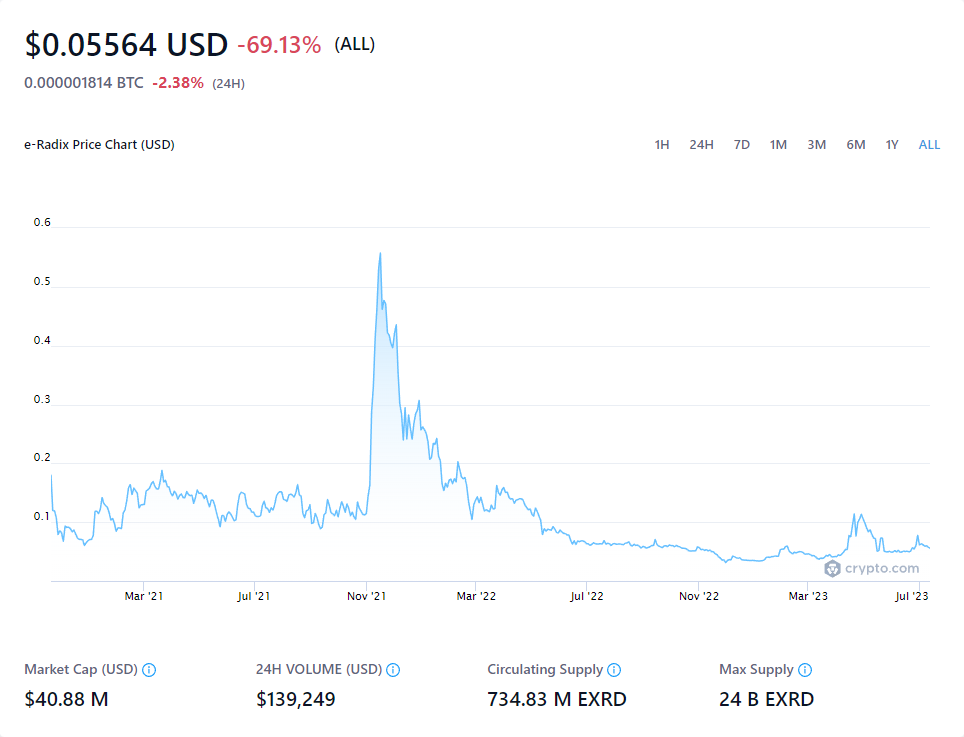 $0.05564 USD -69.13% (ALL)
0.000001814 BTC -2.38% (24H)
e-Radix Price Chart (USD) 1H 24H 7D 1M 3M 6M 1Y ALL
0.6
0.5
0.4
0.3
0.2
0.1
crypto.com
Mar '21 Jul '21 Nov '21 Mar '22 Jul '22 Nov '22 Mar '23 Jul '23
Market Cap (USD) 24H VOLUME (USD) Circulating Supply Max Supply
$40.88 M $139,249 734.83 M EXRD 24 B EXRD